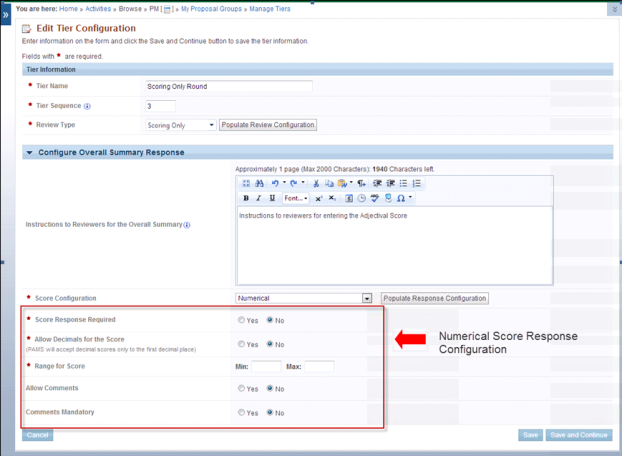 You are here: Home » Activities » Browse » PM [ ] » My Proposal Groups » Manage Tiers
Edit Tier Configuration
Enter information on the form and click the Save and Continue button to save the tier information.
Fields with * are required.
Tier Information
* Tier Name Scoring Only Round
* Tier Sequence 3
* Review Type Scoring Only Populate Review Configuration
Configure Overall Summary Response
Approximately 1 page (Max 2000 Characters): 1940 Characters left.
B I U Font...
Instructions to reviewers for entering the Adjectival Score
Instructions to Reviewers for the Overall Summary
* Score Configuration Numerical Populate Response Configuration
* Score Response Required Yes No
* Allow Decimals for the Score Yes No
(PAMS will accept decimal scores only to the first decimal place)
* Range for Score Min: Max:
Allow Comments Yes No
Comments Mandatory Yes No
Numerical Score Response
Configuration
Cancel Save Save and Continue